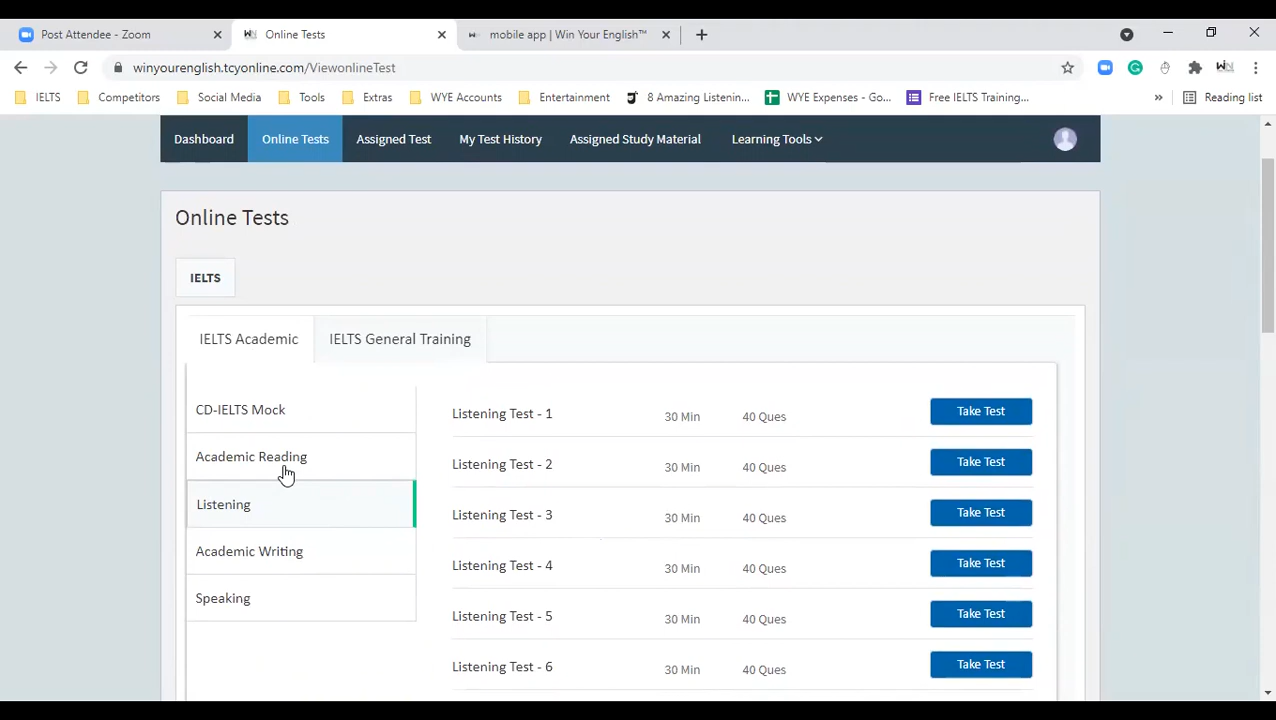 Post Attendee - Zoom
Online Tests
mobile app | Win Your English™
winyourenglish.tcyonline.com/ViewonlineTest
IELTS
Competitors
Social Media
Tools
Extras
WYE Accounts
Entertainment
8 Amazing Listenin...
WYE Expenses - Go...
Free IELTS Training...
»
Reading list
Dashboard
Online Tests
Assigned Test
My Test History
Assigned Study Material
Learning Tools
Online Tests
IELTS
IELTS Academic
IELTS General Training
CD-IELTS Mock
Academic Reading
Listening
Academic Writing
Speaking
Listening Test - 1 30 Min 40 Ques Take Test
Listening Test - 2 30 Min 40 Ques Take Test
Listening Test - 3 30 Min 40 Ques Take Test
Listening Test - 4 30 Min 40 Ques Take Test
Listening Test - 5 30 Min 40 Ques Take Test
Listening Test - 6 30 Min 40 Ques Take Test